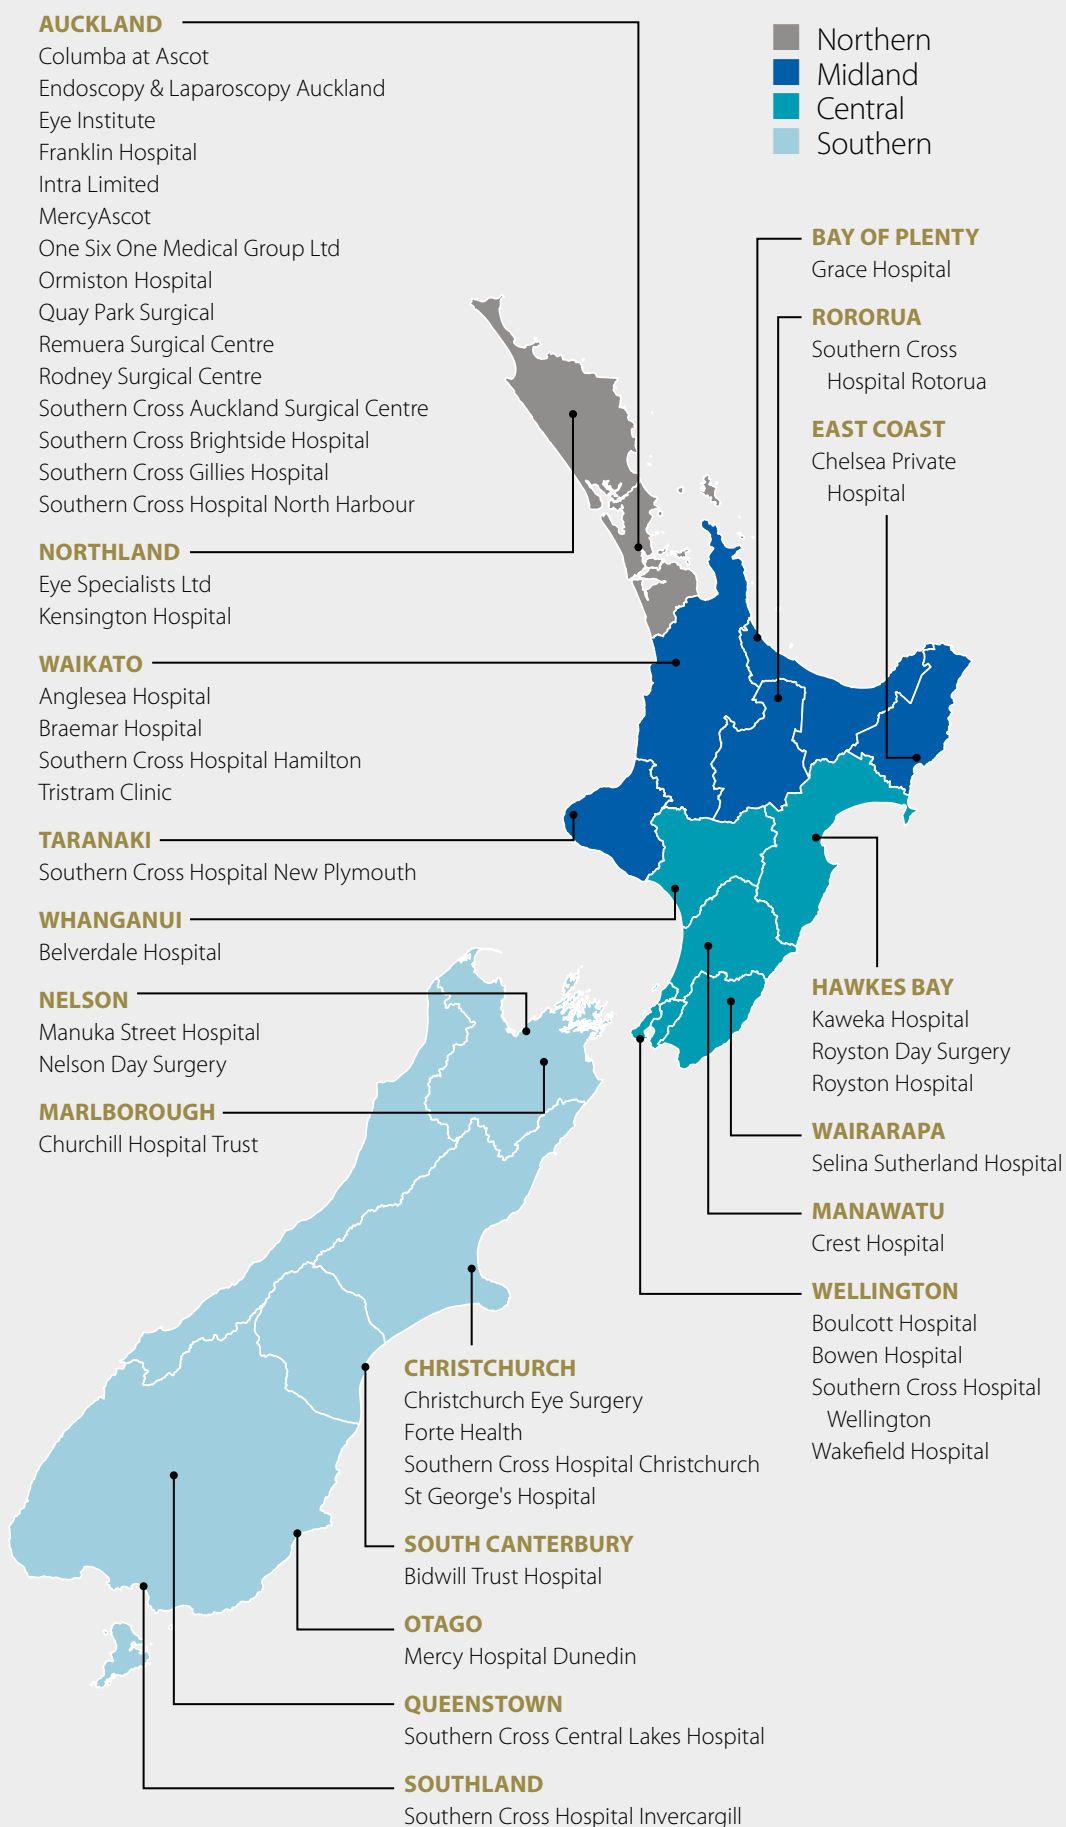 AUCKLAND
Columba at Ascot
Endoscopy & Laparoscopy Auckland
Eye Institute
Franklin Hospital
Intra Limited
MercyAscot
One Six One Medical Group Ltd
Ormiston Hospital
Quay Park Surgical
Remuera Surgical Centre
Rodney Surgical Centre
Southern Cross Auckland Surgical Centre
Southern Cross Brightside Hospital
Southern Cross Gillies Hospital
Southern Cross Hospital North Harbour
NORTHLAND
Eye Specialists Ltd
Kensington Hospital
WAIKATO
Anglesea Hospital
Braemar Hospital
Southern Cross Hospital Hamilton
Tristram Clinic
TARANAKI
Southern Cross Hospital New Plymouth
WHANGANUI
Belverdale Hospital
NELSON
Manuka Street Hospital
Nelson Day Surgery
MARLBOROUGH
Churchill Hospital Trust
Northern
Midland
Central
Southern
BAY OF PLENTY
Grace Hospital
RORORUA
Southern Cross
Hospital Rotorua
EAST COAST
Chelsea Private
Hospital
HAWKES BAY
Kaweka Hospital
Royston Day Surgery
Royston Hospital
WAIRARAPA
Selina Sutherland Hospital
MANAWATU
Crest Hospital
WELLINGTON
Boulcott Hospital
Bowen Hospital
Southern Cross Hospital
Wellington
Wakefield Hospital
CHRISTCHURCH
Christchurch Eye Surgery
Forte Health
Southern Cross Hospital Christchurch
St George's Hospital
SOUTH CANTERBURY
Bidwill Trust Hospital
OTAGO
Mercy Hospital Dunedin
QUEENSTOWN
Southern Cross Central Lakes Hospital
SOUTHLAND
Southern Cross Hospital Invercargill